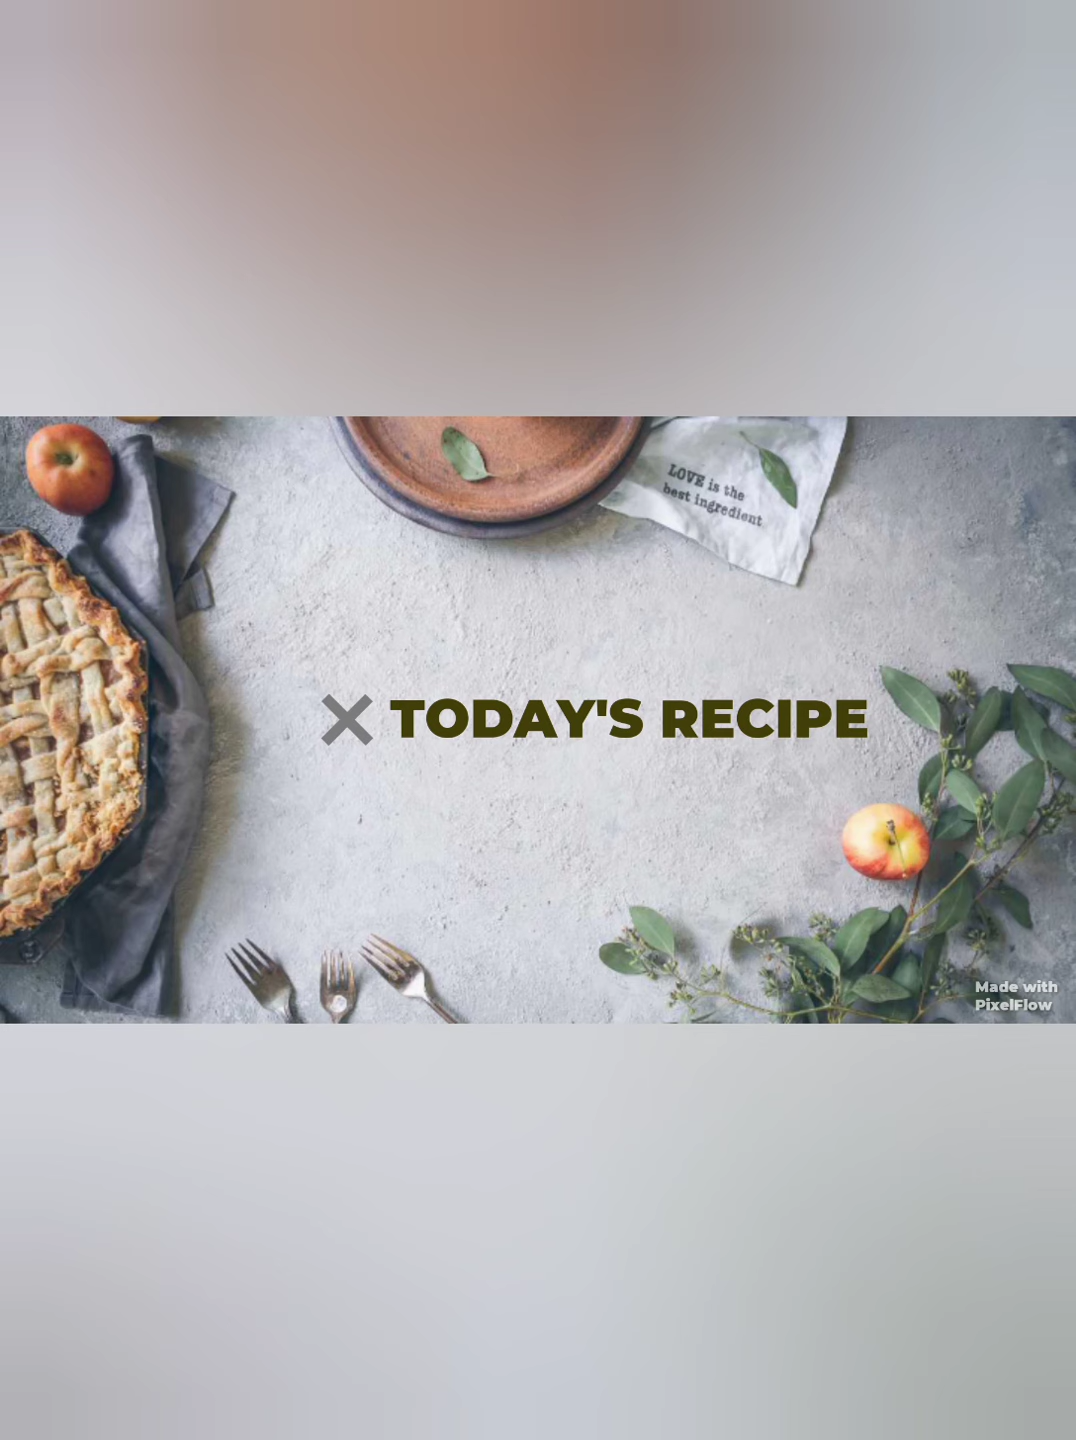 LOVE is the
best ingredient
TODAY'S RECIPE
Made with
PixelFlow